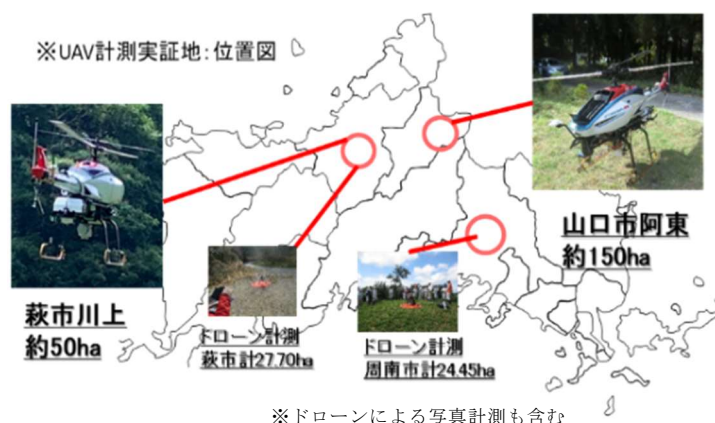 ※UAV計測実証地:位置図
山口市阿東
約150ha
萩市川上
約50ha
ドローン計測
萩市計27.70ha
ドローン計測
周南市計24.45ha
※ドローンによる写真計測も含む